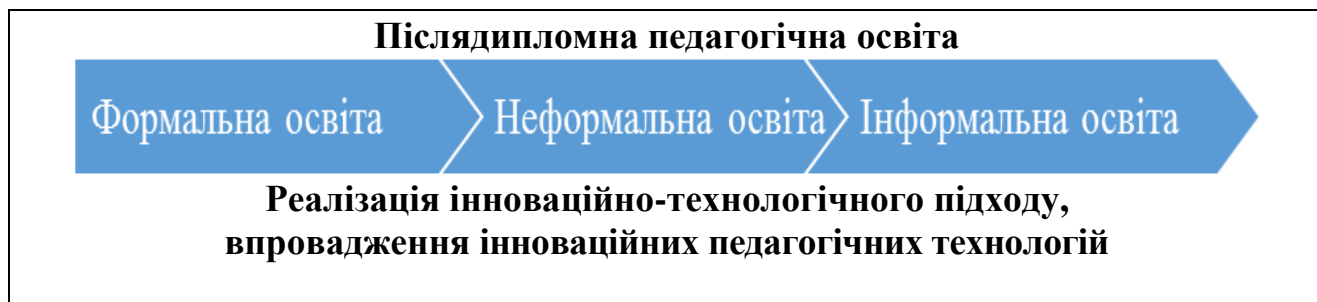 Післядипломна педагогічна освіта
Формальна освіта
Неформальна освіта
Інформальна освіта
Реалізація інноваційно-технологічного підходу,
впровадження інноваційних педагогічних технологій